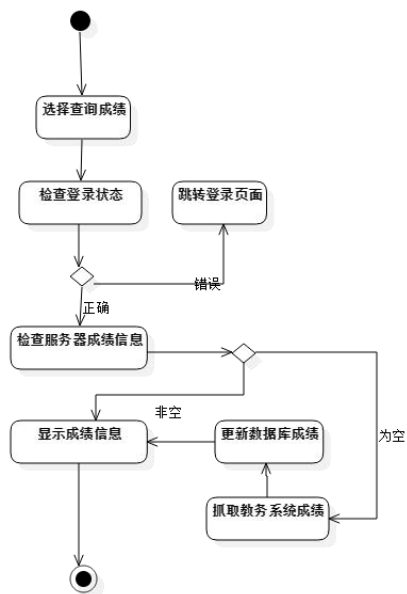 选择查询成绩
检查登录状态
跳转登录页面
错误
正确
检查服务器成绩信息
非空
为空
显示成绩信息
更新数据库成绩
抓取教务系统成绩